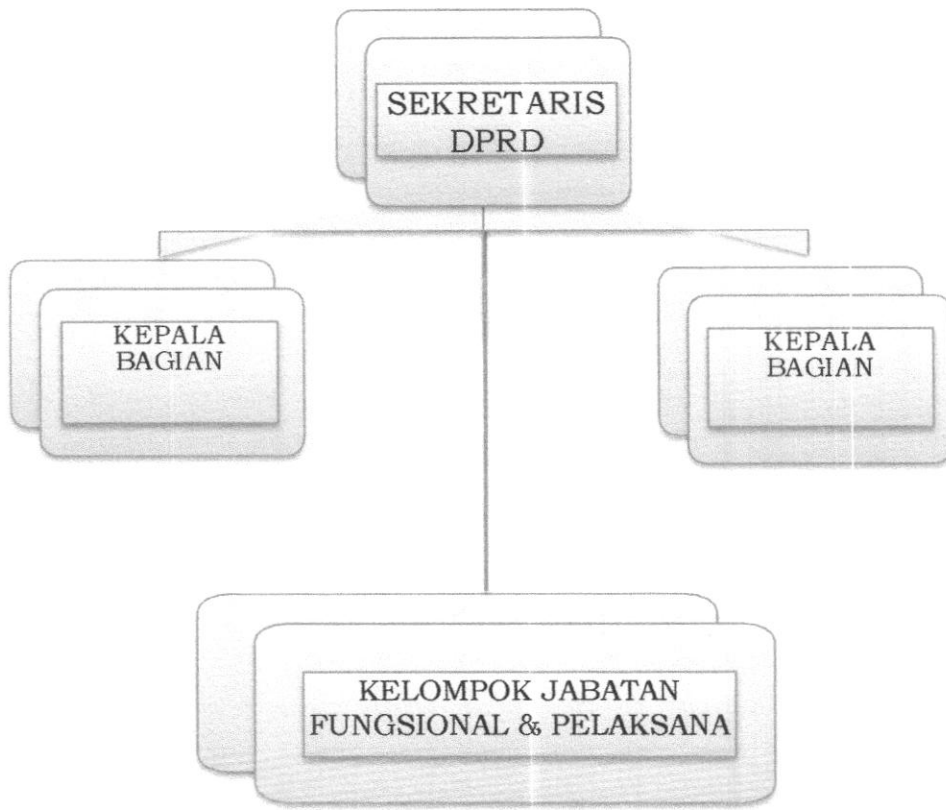 SEKRETARIS
DPRD
KEPALA
BAGIAN
KEPALA
BAGIAN
KELOMPOK JABATAN
FUNGSIONAL & PELAKSANA